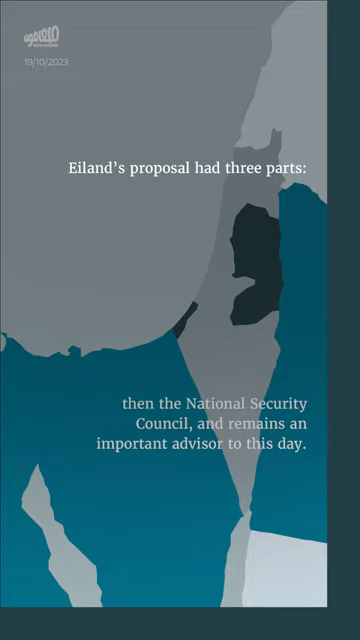 متراس
19/10/2023
Eiland's proposal had three parts:
then the National Security
Council, and remains an
important advisor to this day.